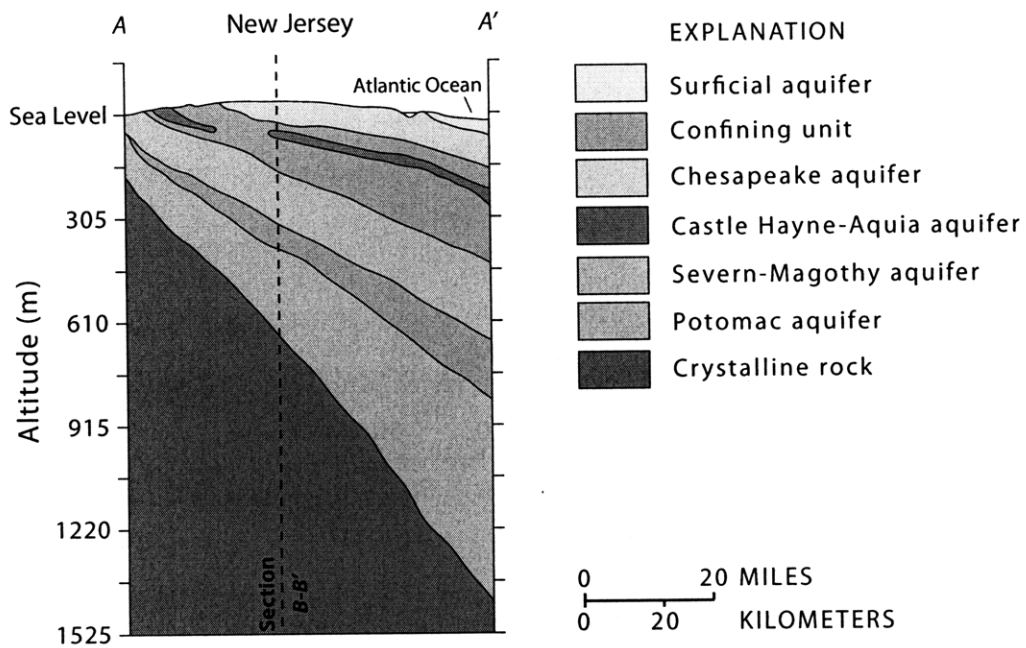 A
New Jersey
A'
Atlantic Ocean
Sea Level
305
610
915
1220
1525
Altitude (m)
Section
B-B'
EXPLANATION
Surficial aquifer
Confining unit
Chesapeake aquifer
Castle Hayne-Aquia aquifer
Severn-Magothy aquifer
Potomac aquifer
Crystalline rock
0 20 MILES
0 20 KILOMETERS